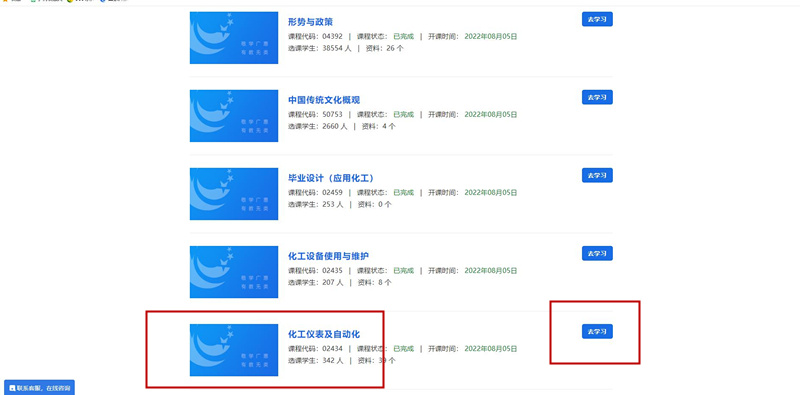 形势与政策
去学习
课程代码：04392 | 课程状态：已完成 | 开课时间：2022年08月05日
选课学生：38554 人 | 资料：26 个
中国传统文化概观
去学习
课程代码：50753 | 课程状态：已完成 | 开课时间：2022年08月05日
选课学生：2660 人 | 资料：4 个
毕业设计（应用化工）
去学习
课程代码：02459 | 课程状态：已完成 | 开课时间：2022年08月05日
选课学生：253 人 | 资料：0 个
化工设备使用与维护
去学习
课程代码：02435 | 课程状态：已完成 | 开课时间：2022年08月05日
选课学生：207 人 | 资料：8 个
化工仪表及自动化
去学习
课程代码：02434 | 课程状态：已完成 | 开课时间：2022年08月05日
选课学生：342 人 | 资料：39 个
联系客服，在线咨询